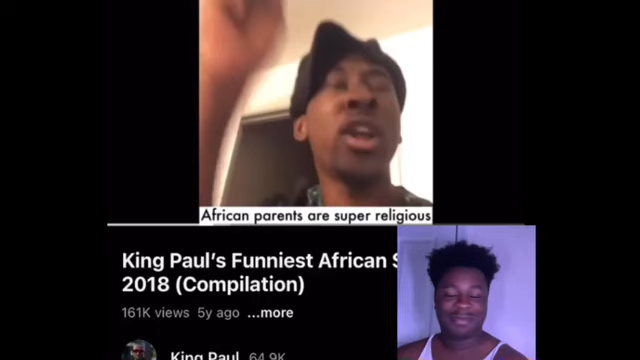 African parents are super religious
King Paul's Funniest African S
2018 (Compilation)
161K views 5y ago ...more
King Paul 64.9K